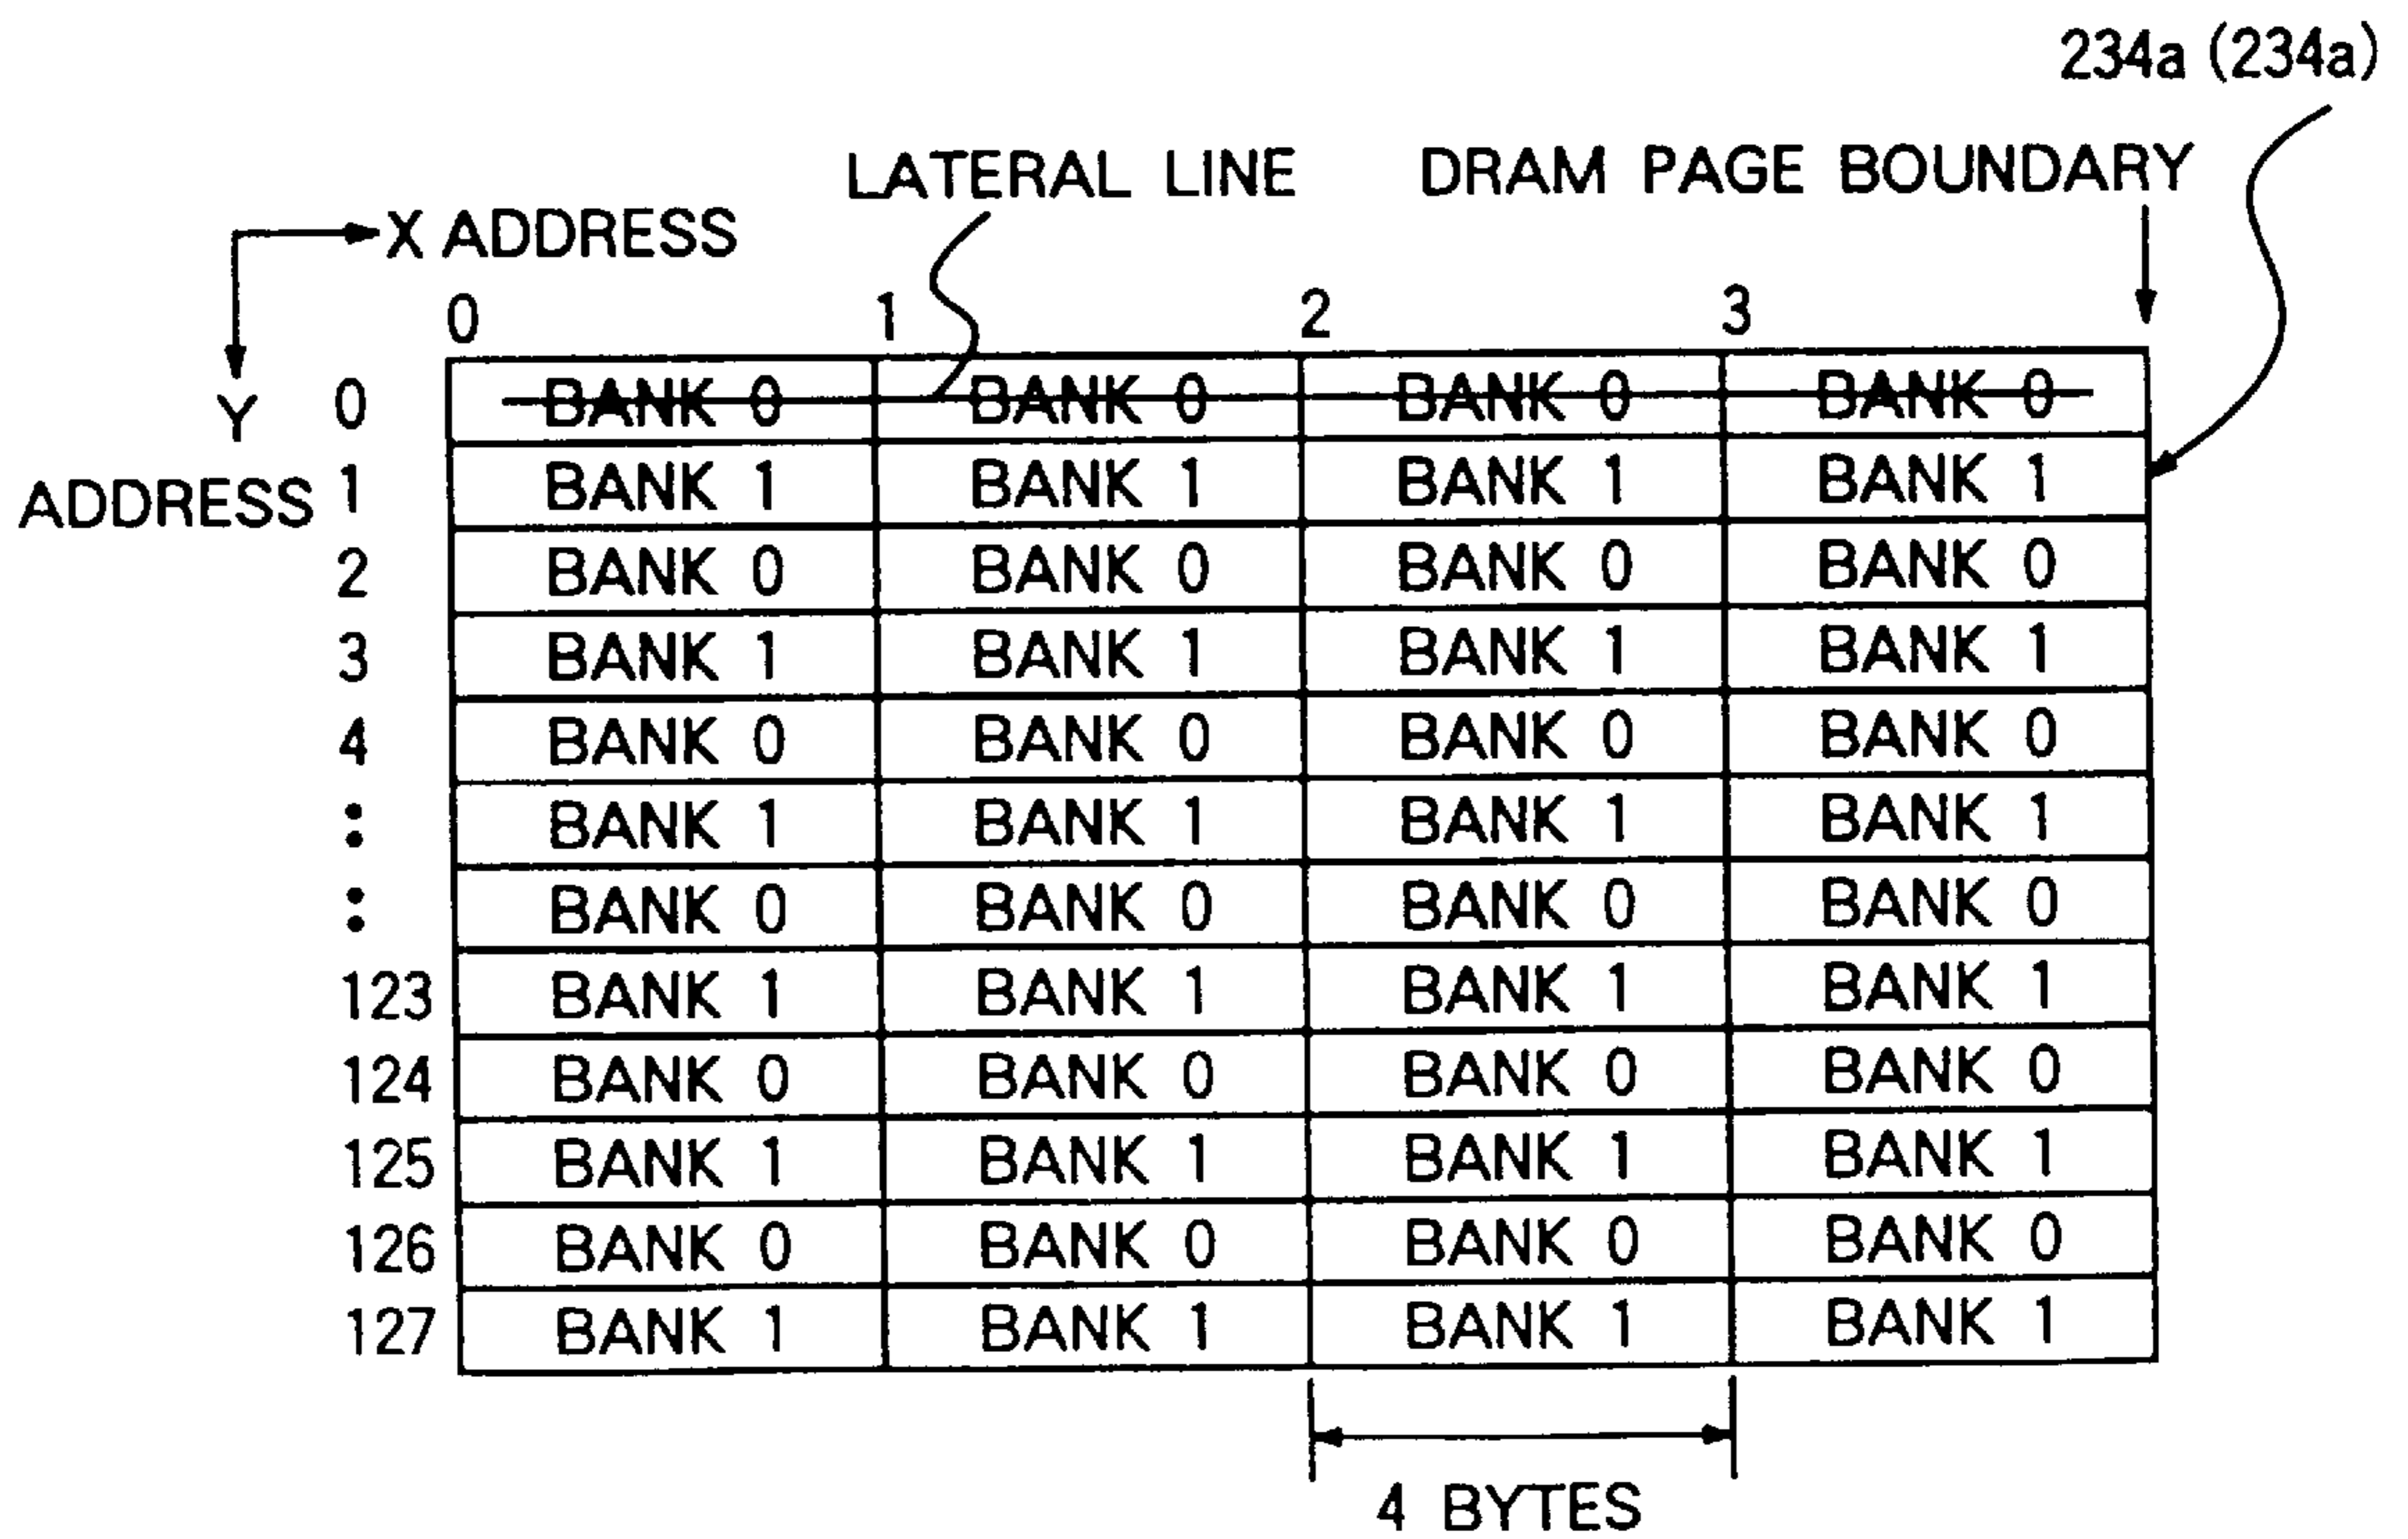 234a (234a)
LATERAL LINE DRAM PAGE BOUNDARY
X ADDRESS
0 1 2 3
Y
ADDRESS
0 BANK 0 BANK 0 BANK 0 BANK 0
1 BANK 1 BANK 1 BANK 1 BANK 1
2 BANK 0 BANK 0 BANK 0 BANK 0
3 BANK 1 BANK 1 BANK 1 BANK 1
4 BANK 0 BANK 0 BANK 0 BANK 0
: BANK 1 BANK 1 BANK 1 BANK 1
: BANK 0 BANK 0 BANK 0 BANK 0
123 BANK 1 BANK 1 BANK 1 BANK 1
124 BANK 0 BANK 0 BANK 0 BANK 0
125 BANK 1 BANK 1 BANK 1 BANK 1
126 BANK 0 BANK 0 BANK 0 BANK 0
127 BANK 1 BANK 1 BANK 1 BANK 1
4 BYTES